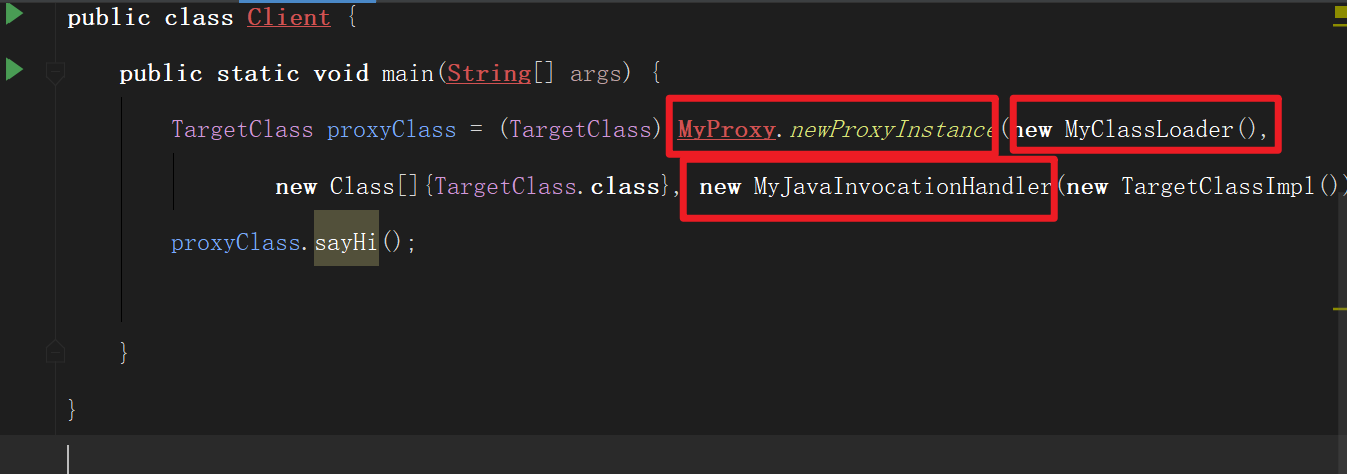 public class Client {
public static void main(String[] args) {
TargetClass proxyClass = (TargetClass) MyProxy.newProxyInstance(new MyClassLoader(),
new Class[]{TargetClass.class}, new MyJavaInvocationHandler(new TargetClassImpl())
proxyClass.sayHi();
}
}